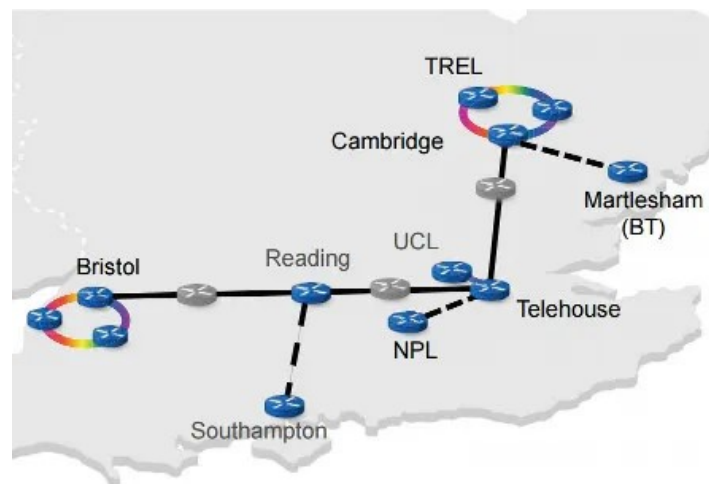 TREL
Cambridge
Martlesham
(BT)
UCL
Reading
Bristol
Telehouse
NPL
Southampton